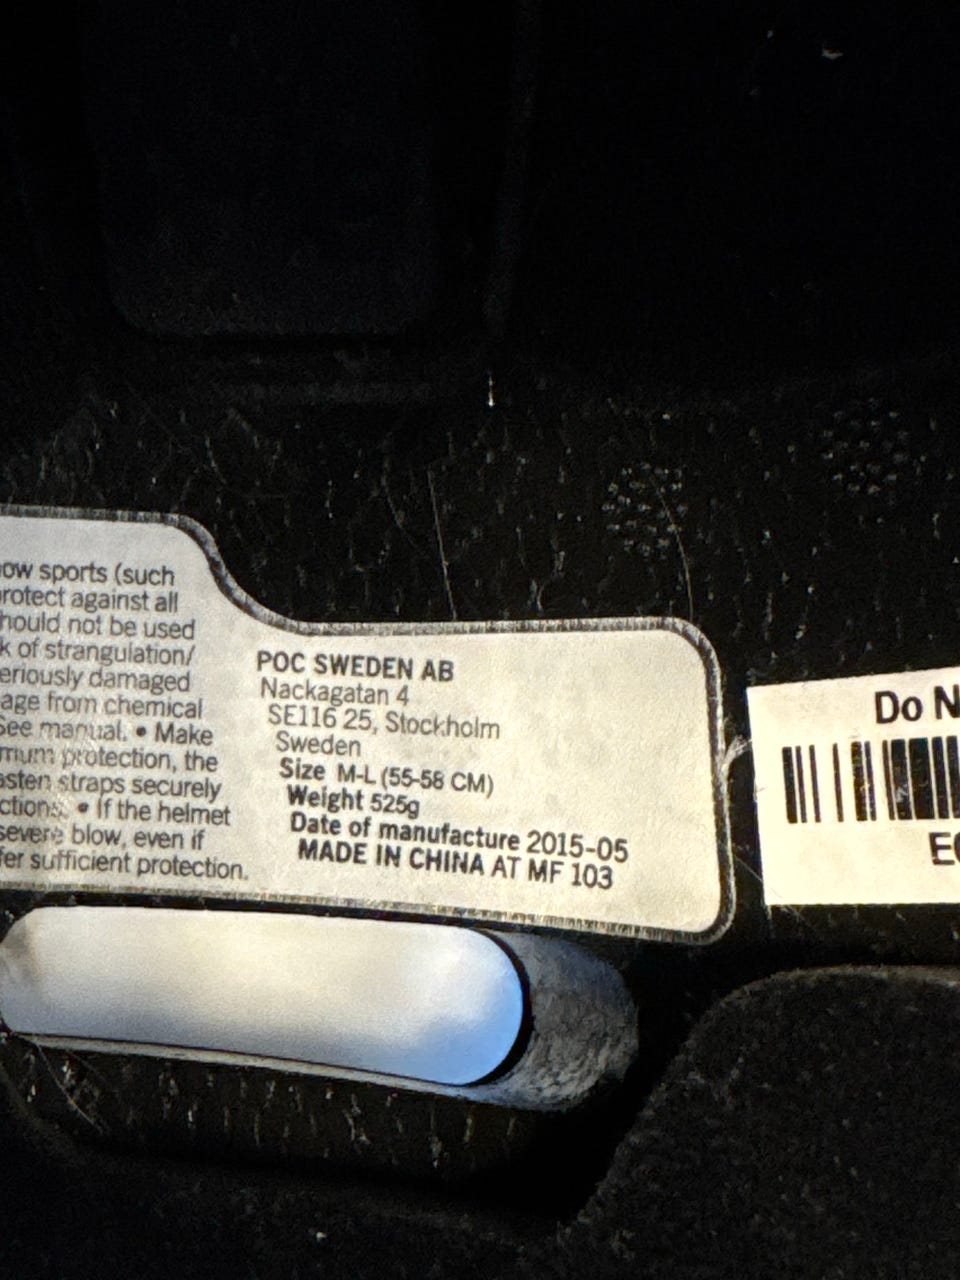 now sports (such
protect against all
hould not be used
k of strangulation/
eriously damaged
age from chemical
See manual. • Make
mum protection, the
asten straps securely
ctions. • If the helmet
severe blow, even if
fer sufficient protection.
POC SWEDEN AB
Nackagatan 4
SE116 25, Stockholm
Sweden
Size M-L (55-58 CM)
Weight 525g
Date of manufacture 2015-05
MADE IN CHINA AT MF 103
Do N